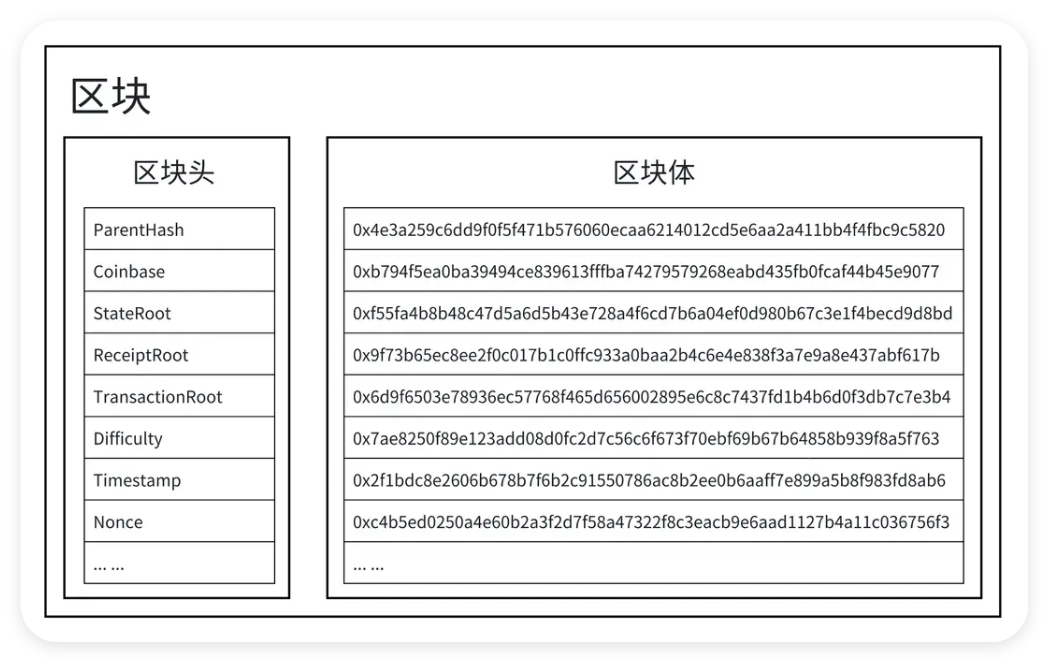 区块
区块头
ParentHash
Coinbase
StateRoot
ReceiptRoot
TransactionRoot
Difficulty
Timestamp
Nonce
... ...
区块体
0x4e3a259c6dd9f0f5f471b576060ecaa6214012cd5e6aa2a411bb4f4fbc9c5820
0xb794f5ea0ba39494ce839613fffba74279579268eabd435fb0fcaf44b45e9077
0xf55fa4b8b48c47d5a6d5b43e728a4f6cd7b6a04ef0d980b67c3e1f4becd9d8bd
0x9f73b65ec8ee2f0c017b1c0ffc933a0baa2b4c6e4e838f3a7e9a8e437abf617b
0x6d9f6503e78936ec57768f465d656002895e6c8c7437fd1b4b6d0f3db7c7e3b4
0x7ae8250f89e123add08d0fc2d7c56c6f673f70ebf69b67b64858b939f8a5f763
0x2f1bdc8e2606b678b7f6b2c91550786ac8b2ee0b6aaff7e899a5b8f983fd8ab6
0xc4b5ed0250a4e60b2a3f2d7f58a47322f8c3eacb9e6aad1127b4a11c036756f3
... ...